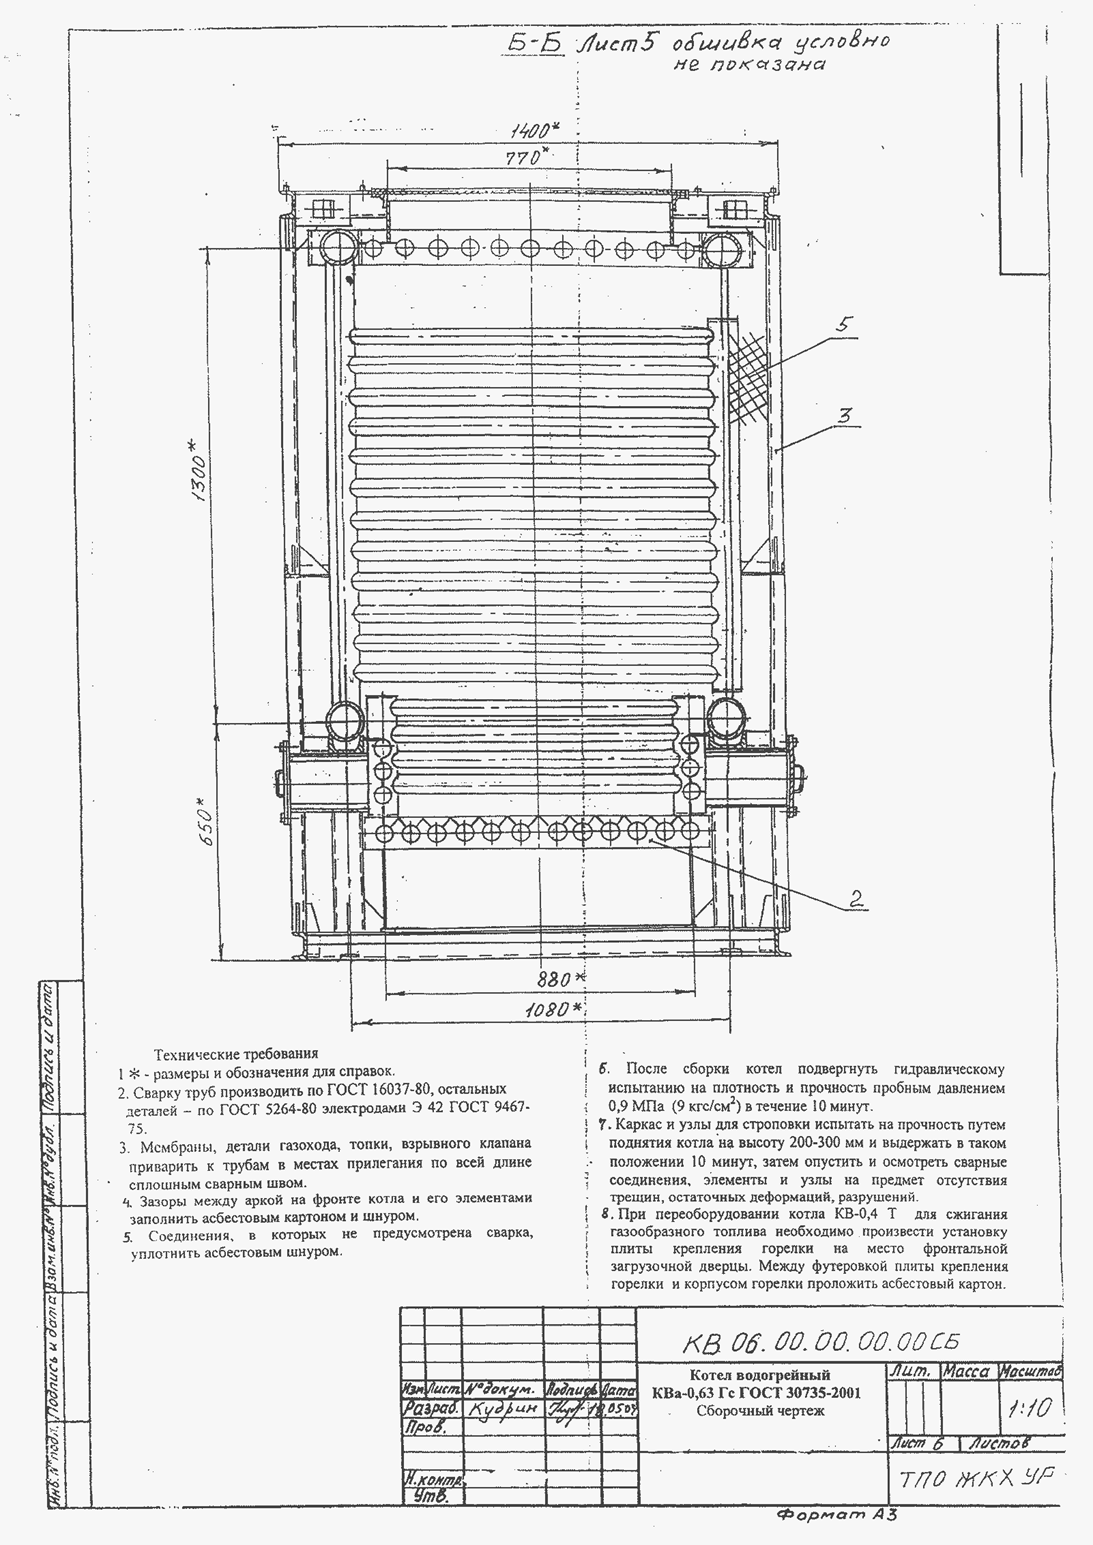 Б-Б Лист 5 обшивка условно
не показана
1400*
770*
5
3
1300*
650*
2
880*
1080*
Технические требования
1 * - размеры и обозначения для справок.
2. Сварку труб производить по ГОСТ 16037-80, остальных
деталей – по ГОСТ 5264-80 электродами Э 42 ГОСТ 9467-
75.
3. Мембраны, детали газохода, топки, взрывного клапана
приварить к трубам в местах прилегания по всей длине
сплошным сварным швом.
4. Зазоры между аркой на фронте котла и его элементами
заполнить асбестовым картоном и шнуром.
5. Соединения, в которых не предусмотрена сварка,
уплотнить асбестовым шнуром.
6. После сборки котел подвергнуть гидравлическому
испытанию на плотность и прочность пробным давлением
0,9 МПа (9 кгс/см²) в течение 10 минут.
7. Каркас и узлы для строповки испытать на прочность путем
поднятия котла на высоту 200-300 мм и выдержать в таком
положении 10 минут, затем опустить и осмотреть сварные
соединения, элементы и узлы на предмет отсутствия
трещин, остаточных деформаций, разрушений.
8. При переоборудовании котла КВ-0,4 Т для сжигания
газообразного топлива необходимо произвести установку
плиты крепления горелки на место фронтальной
загрузочной дверцы. Между футеровкой плиты крепления
горелки и корпусом горелки проложить асбестовый картон.
Подпись и дата
Инв.№дубл.
Взам.инв.№
Подпись и дата
Инв.№подл.
КВ.06.00.00.00.00СБ
Котел водогрейный
КВа-0,63 Гс ГОСТ 30735-2001
Сборочный чертеж
Лит. Масса Масштаб
1:10
Лист 6 Листов
ТПО ЖКХ УР
Изм. Лист №докум. Подпись Дата
Разраб. Кудрин
Пров.
Н.контр.
Утв.
Формат А3